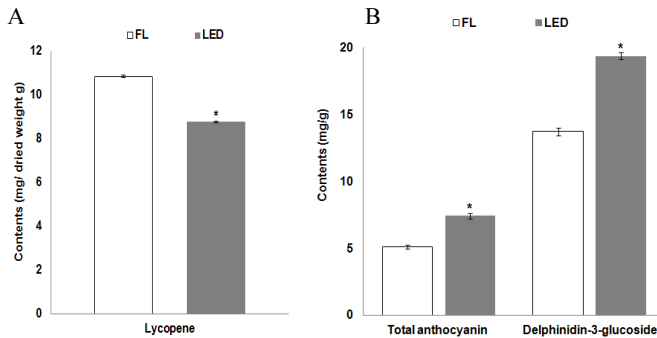 A
FL LED
Contents (mg/ dried weight g)
12
10
8
6
4
2
0
*
Lycopene
B
FL LED
Contents (mg/g)
20
15
10
5
0
*
*
Total anthocyanin Delphinidin-3-glucoside